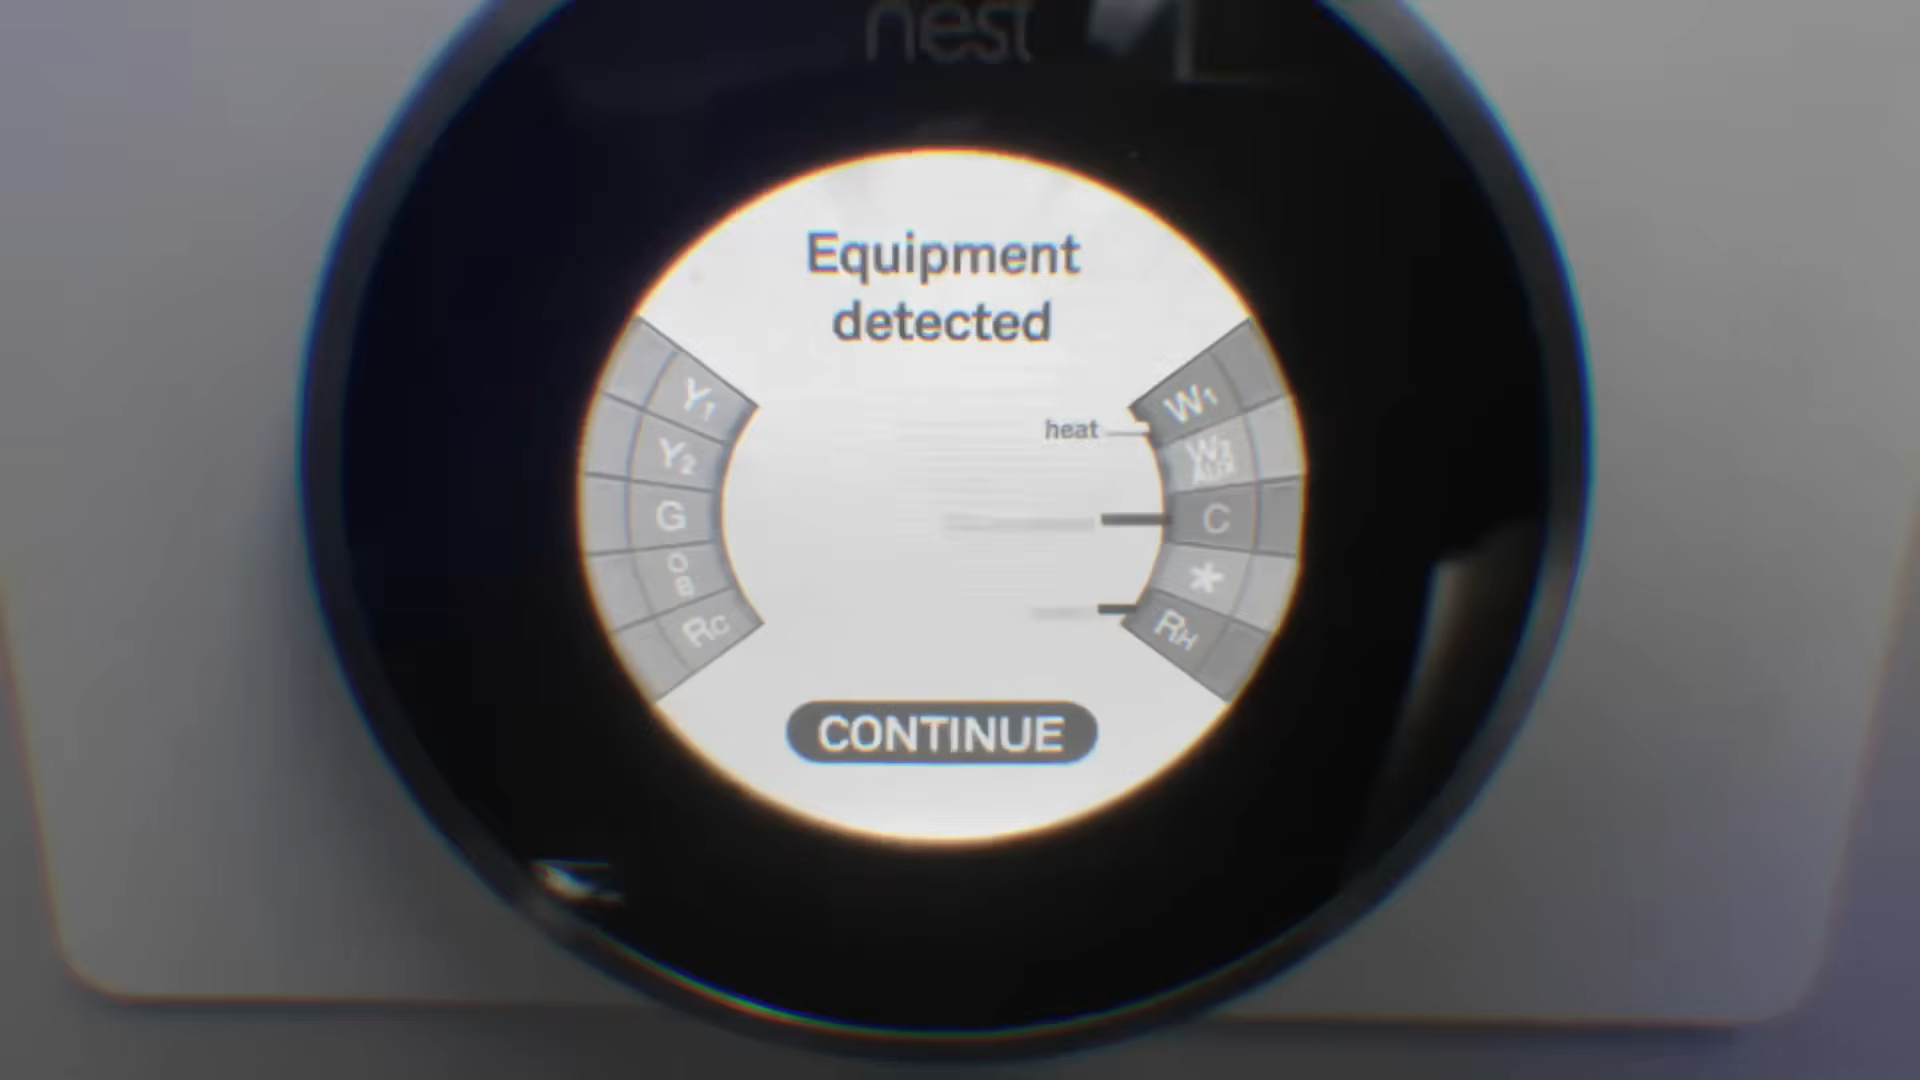 nest
Equipment
detected
Y1
W1
heat
Y2
W2
AUX
G
C
O
B
*
RC
RH
CONTINUE